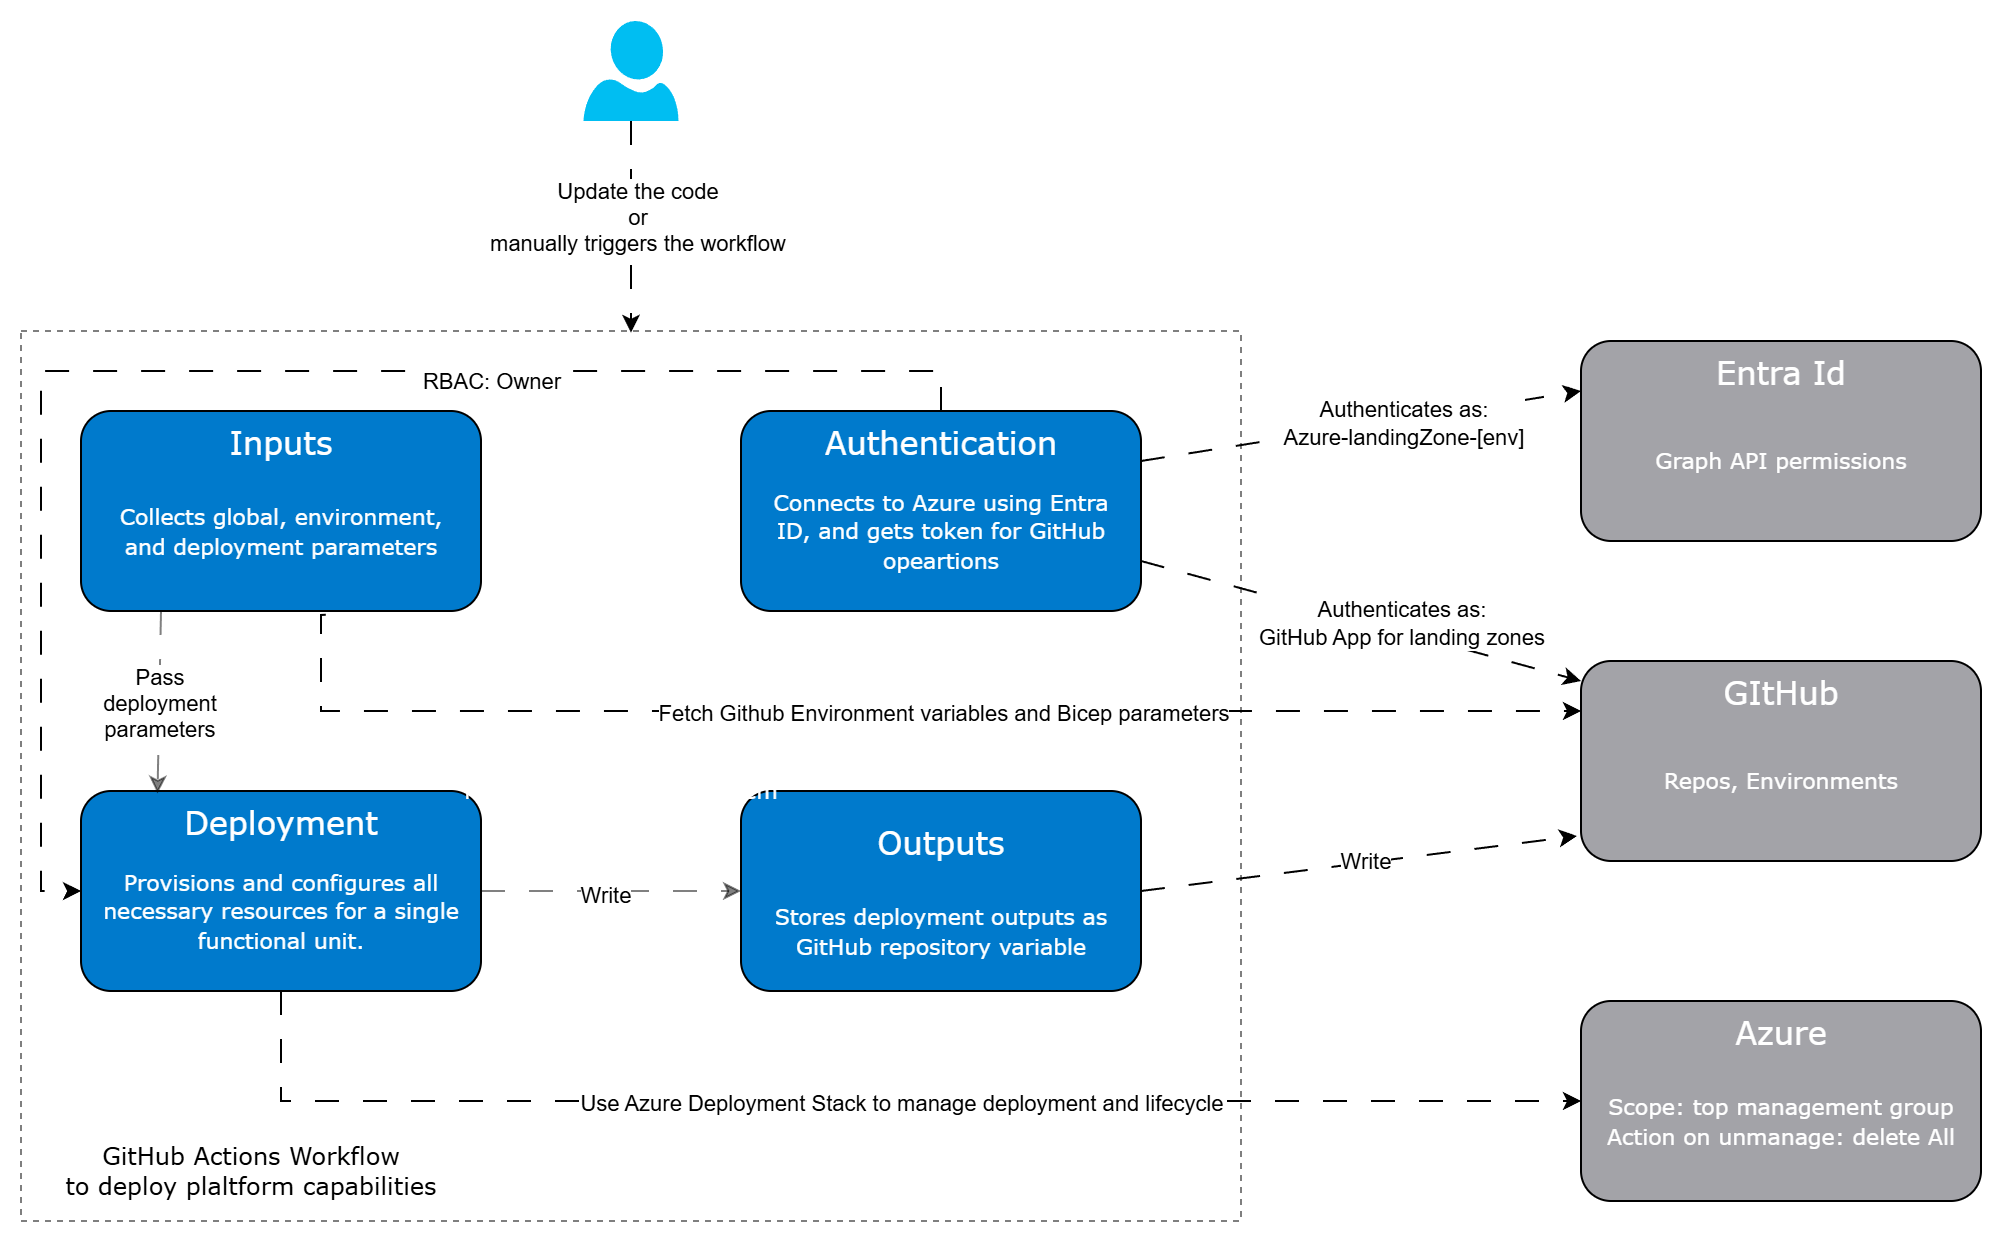 Update the code
or
manually triggers the workflow
RBAC: Owner
Inputs
Collects global, environment,
and deployment parameters
Authentication
Connects to Azure using Entra
ID, and gets token for GitHub
opeartions
Authenticates as:
Azure-landingZone-[env]
Entra Id
Graph API permissions
Authenticates as:
GitHub App for landing zones
Pass
deployment
parameters
Fetch Github Environment variables and Bicep parameters
GItHub
Repos, Environments
Deployment
Provisions and configures all
necessary resources for a single
functional unit.
Write
Outputs
Stores deployment outputs as
GitHub repository variable
Write
Use Azure Deployment Stack to manage deployment and lifecycle
Azure
Scope: top management group
Action on unmanage: delete All
GitHub Actions Workflow
to deploy plaltform capabilities